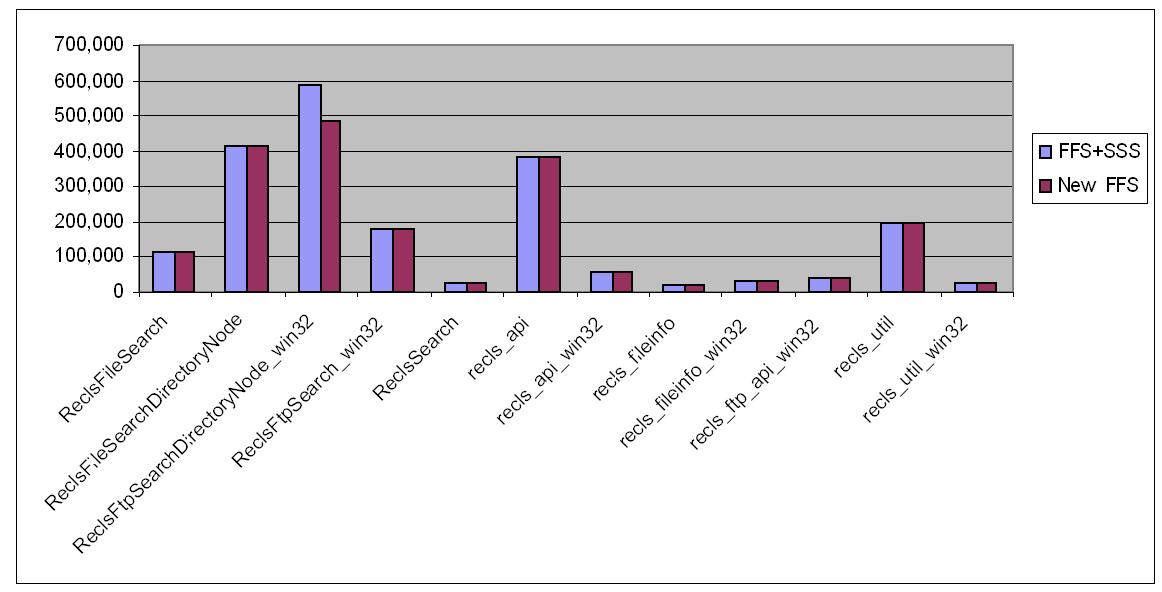 700,000
600,000
500,000
400,000
300,000
200,000
100,000
0
FFS+SSS
New FFS
ReclsFileSearch
ReclsFileSearchDirectoryNode
ReclsFtpSearchDirectoryNode_win32
ReclsFtpSearch_win32
ReclsSearch
recls_api
recls_api_win32
recls_fileinfo
recls_fileinfo_win32
recls_ftp_api_win32
recls_util
recls_util_win32